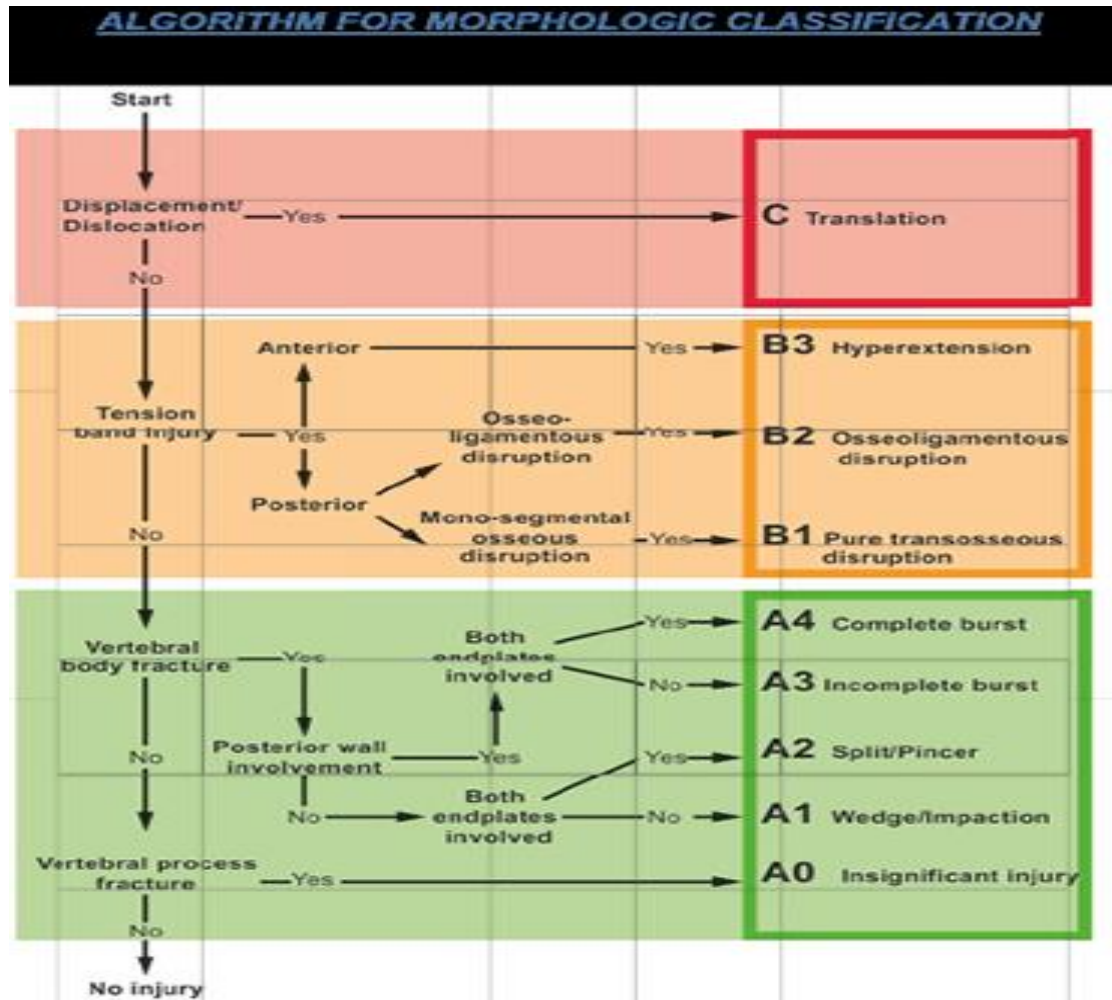 ALGORITHM FOR MORPHOLOGIC CLASSIFICATION
Start
Displacement/
Dislocation
Yes
C Translation
No
Anterior
Yes
B3 Hyperextension
Tension
band injury
Yes
Osseo-
ligamentous
disruption
Yes
B2 Osseoligamentous
disruption
Posterior
No
Mono-segmental
osseous
disruption
Yes
B1 Pure transosseous
disruption
Vertebral
body fracture
Yes
Both
endplates
involved
Yes
A4 Complete burst
No
A3 Incomplete burst
No
Posterior wall
involvement
Yes
Yes
A2 Split/Pincer
No
Both
endplates
involved
No
A1 Wedge/Impaction
Vertebral process
fracture
Yes
A0 Insignificant injury
No
No injury